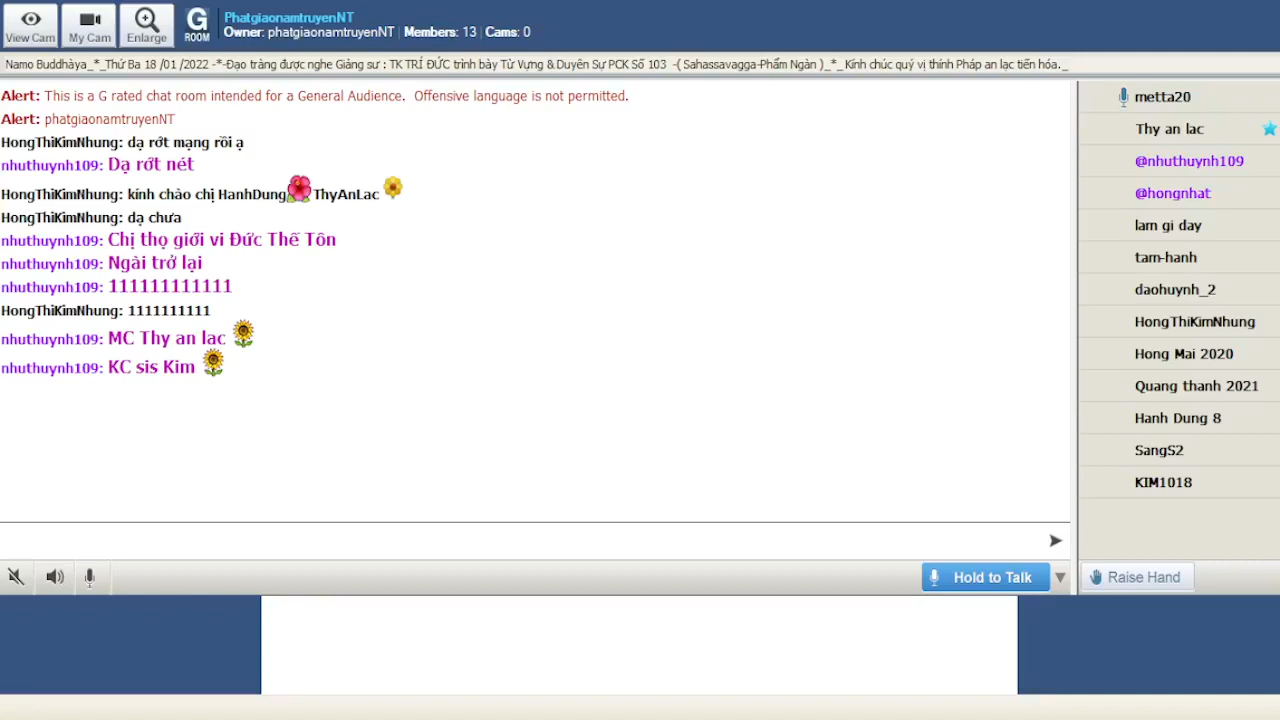 View Cam
My Cam
Enlarge
G
ROOM
PhatgiaonamtruyenNT
Owner: phatgiaonamtruyenNT | Members: 13 | Cams: 0
Namo Buddhàya_*_Thứ Ba 18 /01 /2022 -*-Đạo tràng được nghe Giảng sư : TK TRÍ ĐỨC trình bày Từ Vựng & Duyên Sự PCK Số 103 -( Sahassavagga-Phẩm Ngàn )_*_ Kính chúc quý vị thính Pháp an lạc tiến hóa._
Alert: This is a G rated chat room intended for a General Audience. Offensive language is not permitted.
Alert: phatgiaonamtruyenNT
HongThiKimNhung: dạ rớt mạng rồi ạ
nhuthuynh109: Dạ rớt nét
HongThiKimNhung: kính chào chị HanhDung ThyAnLac
HongThiKimNhung: dạ chưa
nhuthuynh109: Chị thọ giới vi Đức Thế Tôn
nhuthuynh109: Ngài trở lại
nhuthuynh109: 111111111111
HongThiKimNhung: 1111111111
nhuthuynh109: MC Thy an lac
nhuthuynh109: KC sis Kim
metta20
Thy an lac
@nhuthuynh109
@hongnhat
lam gi day
tam-hanh
daohuynh_2
HongThiKimNhung
Hong Mai 2020
Quang thanh 2021
Hanh Dung 8
SangS2
KIM1018
Hold to Talk
Raise Hand